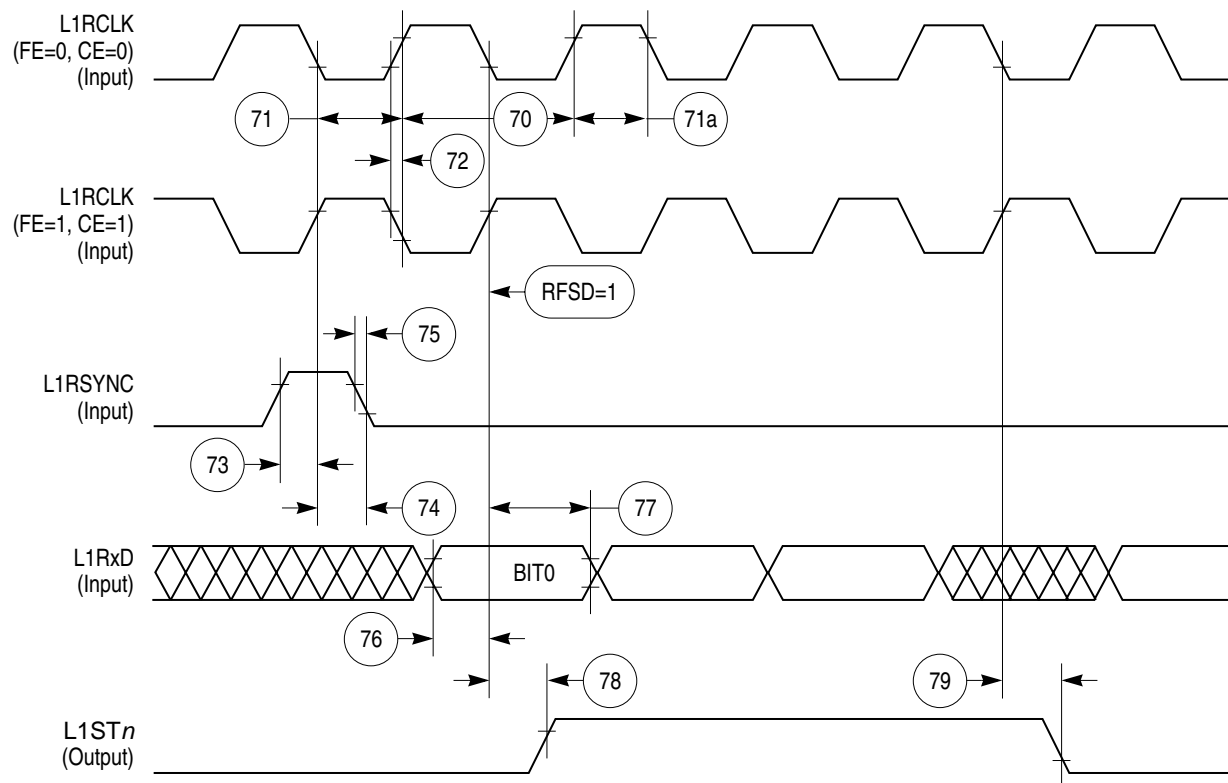 L1RCLK
(FE=0, CE=0)
(Input)
71
70
71a
72
L1RCLK
(FE=1, CE=1)
(Input)
RFSD=1
75
L1RSYNC
(Input)
73
74
77
L1RxD
(Input)
BIT0
76
78
79
L1STn
(Output)